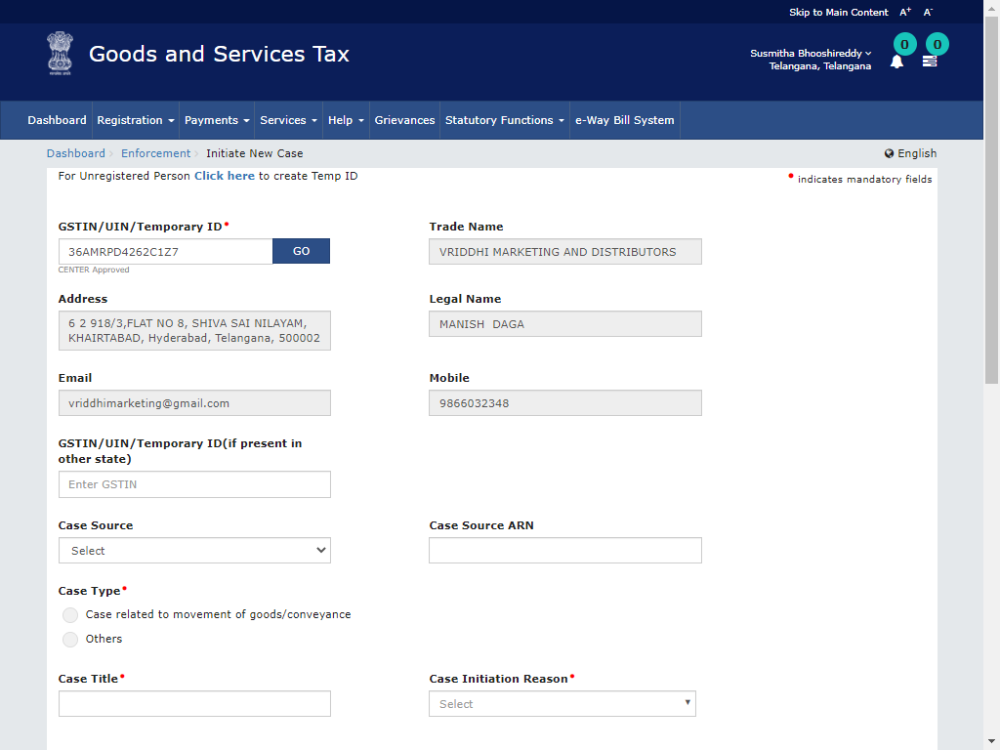 Skip to Main Content A+ A-
Goods and Services Tax
Susmitha Bhooshireddy
Telangana, Telangana
0 0
Dashboard Registration Payments Services Help Grievances Statutory Functions e-Way Bill System
Dashboard Enforcement Initiate New Case English
For Unregistered Person Click here to create Temp ID
• indicates mandatory fields
GSTIN/UIN/Temporary ID• Trade Name
36AMRPD4262C1Z7 GO VRIDDHI MARKETING AND DISTRIBUTORS
CENTER Approved
Address Legal Name
6 2 918/3,FLAT NO 8, SHIVA SAI NILAYAM, MANISH DAGA
KHAIRTABAD, Hyderabad, Telangana, 500002
Email Mobile
vriddhimarketing@gmail.com 9866032348
GSTIN/UIN/Temporary ID(if present in
other state)
Enter GSTIN
Case Source Case Source ARN
Select
Case Type•
Case related to movement of goods/conveyance
Others
Case Title• Case Initiation Reason•
Select